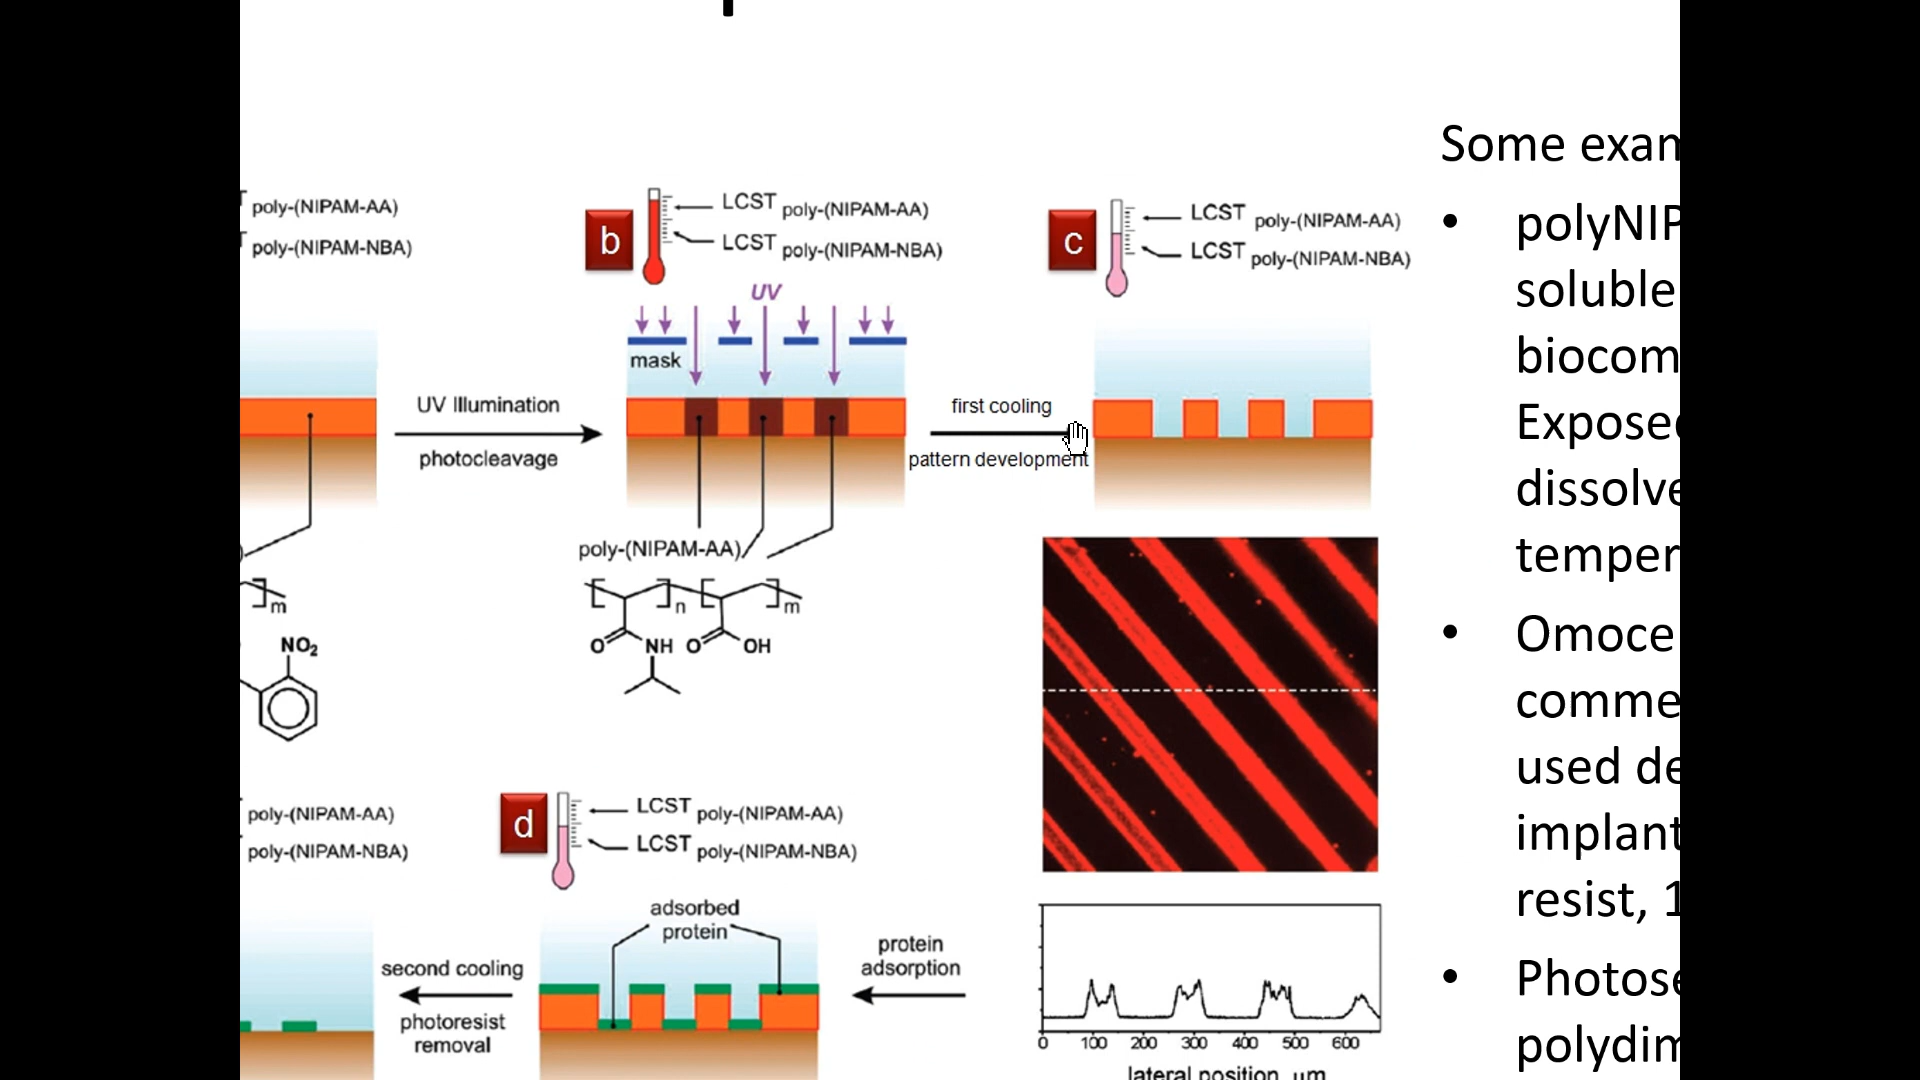 Some exam
poly-(NIPAM-AA)
poly-(NIPAM-NBA)
b
LCST poly-(NIPAM-AA)
LCST poly-(NIPAM-NBA)
c
LCST poly-(NIPAM-AA)
LCST poly-(NIPAM-NBA)
UV
mask
UV Illumination
photocleavage
first cooling
pattern development
poly-(NIPAM-AA)
m
n
m
NO2
O
NH
O
OH
• polyNIP
soluble
biocom
Exposed
dissolve
temper
• Omoce
comme
used de
implant
resist, 1
• Photose
polydim
poly-(NIPAM-AA)
poly-(NIPAM-NBA)
d
LCST poly-(NIPAM-AA)
LCST poly-(NIPAM-NBA)
adsorbed
protein
second cooling
photoresist
removal
protein
adsorption
0 100 200 300 400 500 600
lateral position, µm